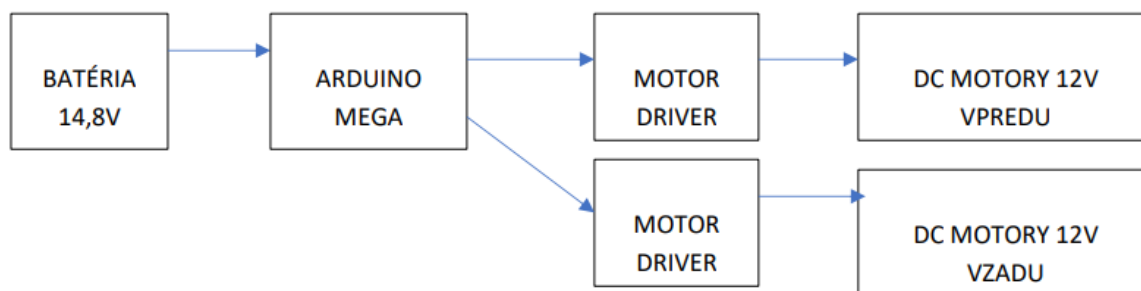 BATÉRIA
14,8V
ARDUINO
MEGA
MOTOR
DRIVER
DC MOTORY 12V
VPREDU
MOTOR
DRIVER
DC MOTORY 12V
VZADU